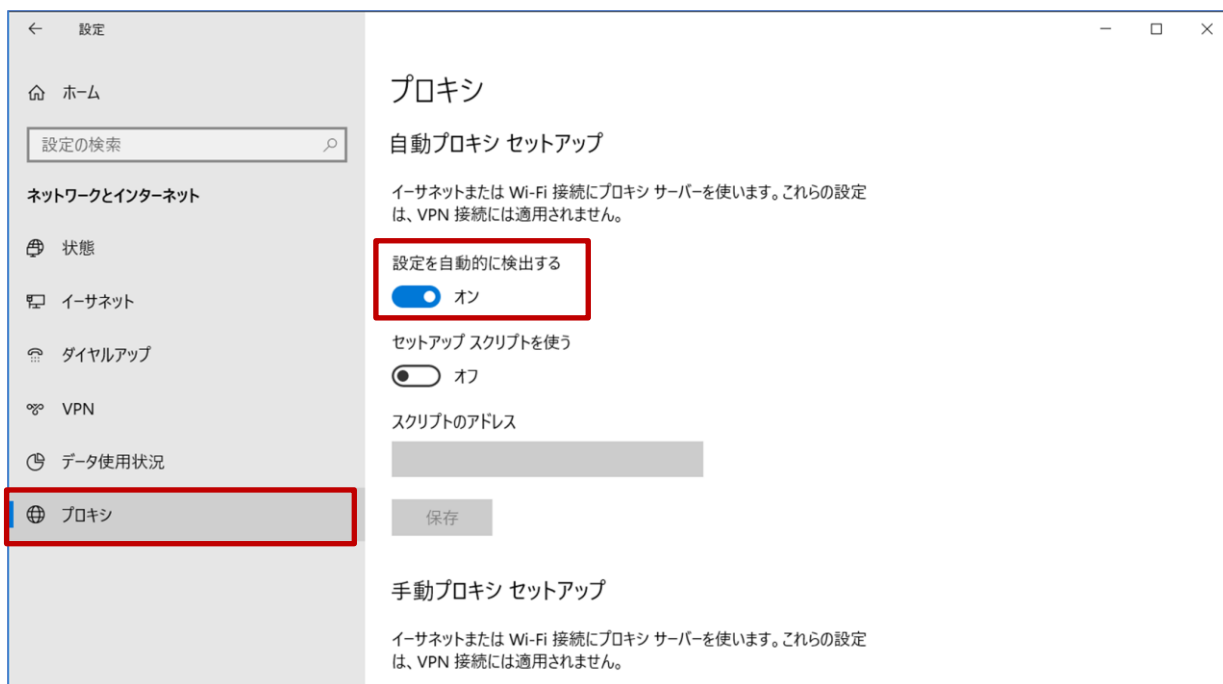 設定
ホーム
設定の検索
ネットワークとインターネット
状態
イーサネット
ダイヤルアップ
VPN
データ使用状況
プロキシ
プロキシ
自動プロキシ セットアップ
イーサネットまたは Wi-Fi 接続にプロキシ サーバーを使います。これらの設定
は、VPN 接続には適用されません。
設定を自動的に検出する
オン
セットアップ スクリプトを使う
オフ
スクリプトのアドレス
保存
手動プロキシ セットアップ
イーサネットまたは Wi-Fi 接続にプロキシ サーバーを使います。これらの設定
は、VPN 接続には適用されません。